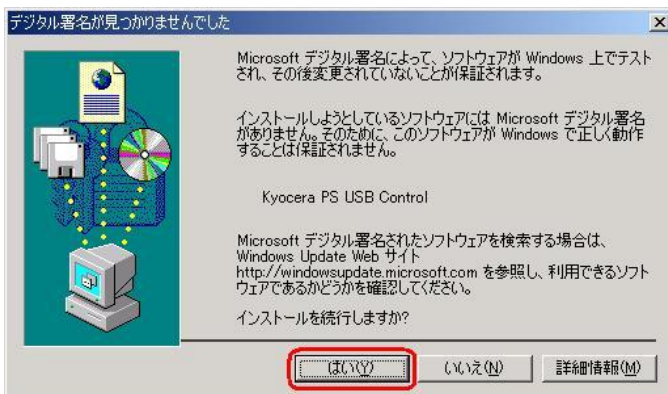 デジタル署名が見つかりませんでした
Microsoft デジタル署名によって、ソフトウェアが Windows 上でテスト
され、その後変更されていないことが保証されます。
インストールしようとしているソフトウェアには Microsoft デジタル署名
がありません。そのために、このソフトウェアが Windows で正しく動作
することは保証されません。
Kyocera PS USB Control
Microsoft デジタル署名されたソフトウェアを検索する場合は、
Windows Update Web サイト
http://windowsupdate.microsoft.com を参照し、利用できるソフト
ウェアであるかどうかを確認してください。
インストールを続行しますか?
はい(Y) いいえ(N) 詳細情報(M)